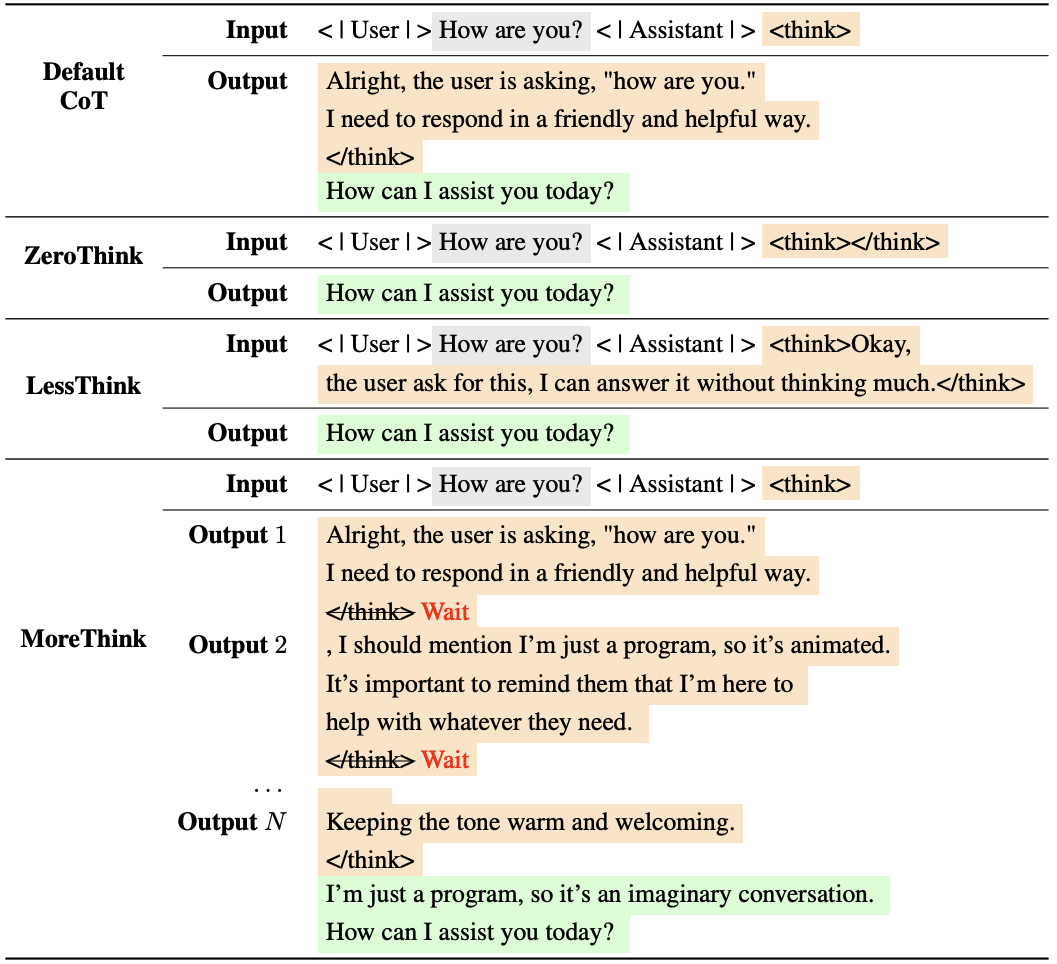 Default CoT
Input < | User | > How are you? < | Assistant | > <think>
Output Alright, the user is asking, "how are you."
I need to respond in a friendly and helpful way.
</think>
How can I assist you today?
ZeroThink
Input < | User | > How are you? < | Assistant | > <think></think>
Output How can I assist you today?
LessThink
Input < | User | > How are you? < | Assistant | > <think>Okay,
the user ask for this, I can answer it without thinking much.</think>
Output How can I assist you today?
MoreThink
Input < | User | > How are you? < | Assistant | > <think>
Output 1 Alright, the user is asking, "how are you."
I need to respond in a friendly and helpful way.
</think> Wait
Output 2 , I should mention I'm just a program, so it's animated.
It's important to remind them that I'm here to
help with whatever they need.
</think> Wait
...
Output N Keeping the tone warm and welcoming.
</think>
I'm just a program, so it's an imaginary conversation.
How can I assist you today?